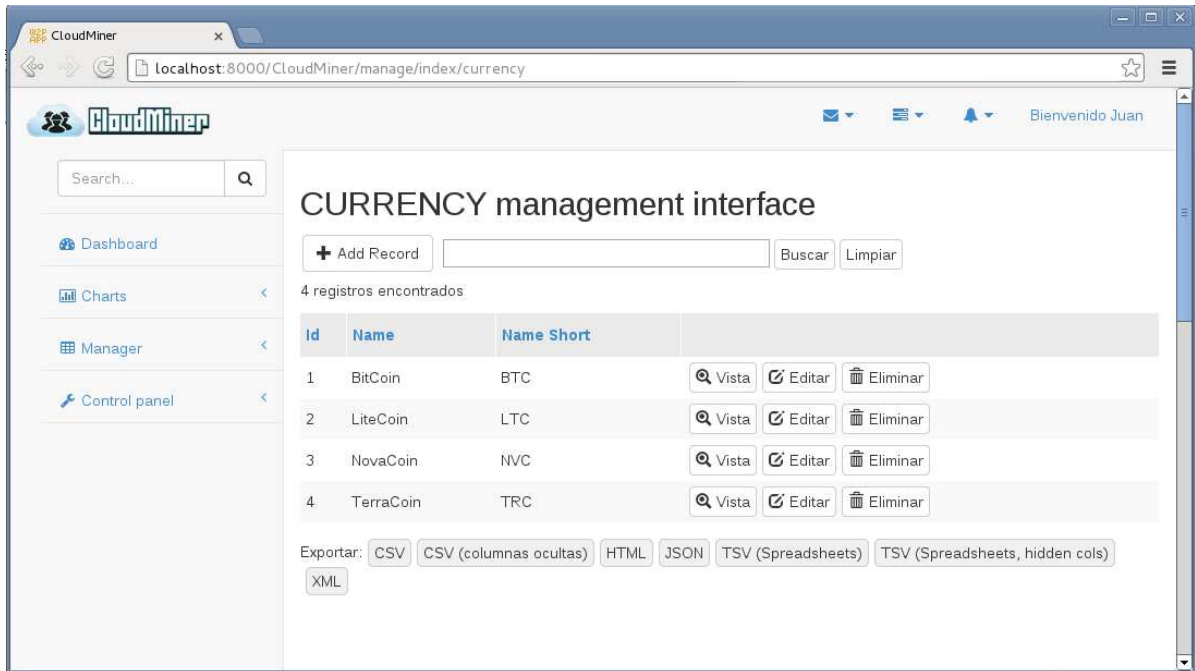 WEB APP CloudMiner
localhost:8000/CloudMiner/manage/index/currency
CloudMiner
Bienvenido Juan
Search...
Dashboard
Charts
Manager
Control panel
CURRENCY management interface
Add Record Buscar Limpiar
4 registros encontrados
Id Name Name Short
1 BitCoin BTC Vista Editar Eliminar
2 LiteCoin LTC Vista Editar Eliminar
3 NovaCoin NVC Vista Editar Eliminar
4 TerraCoin TRC Vista Editar Eliminar
Exportar: CSV CSV (columnas ocultas) HTML JSON TSV (Spreadsheets) TSV (Spreadsheets, hidden cols)
XML